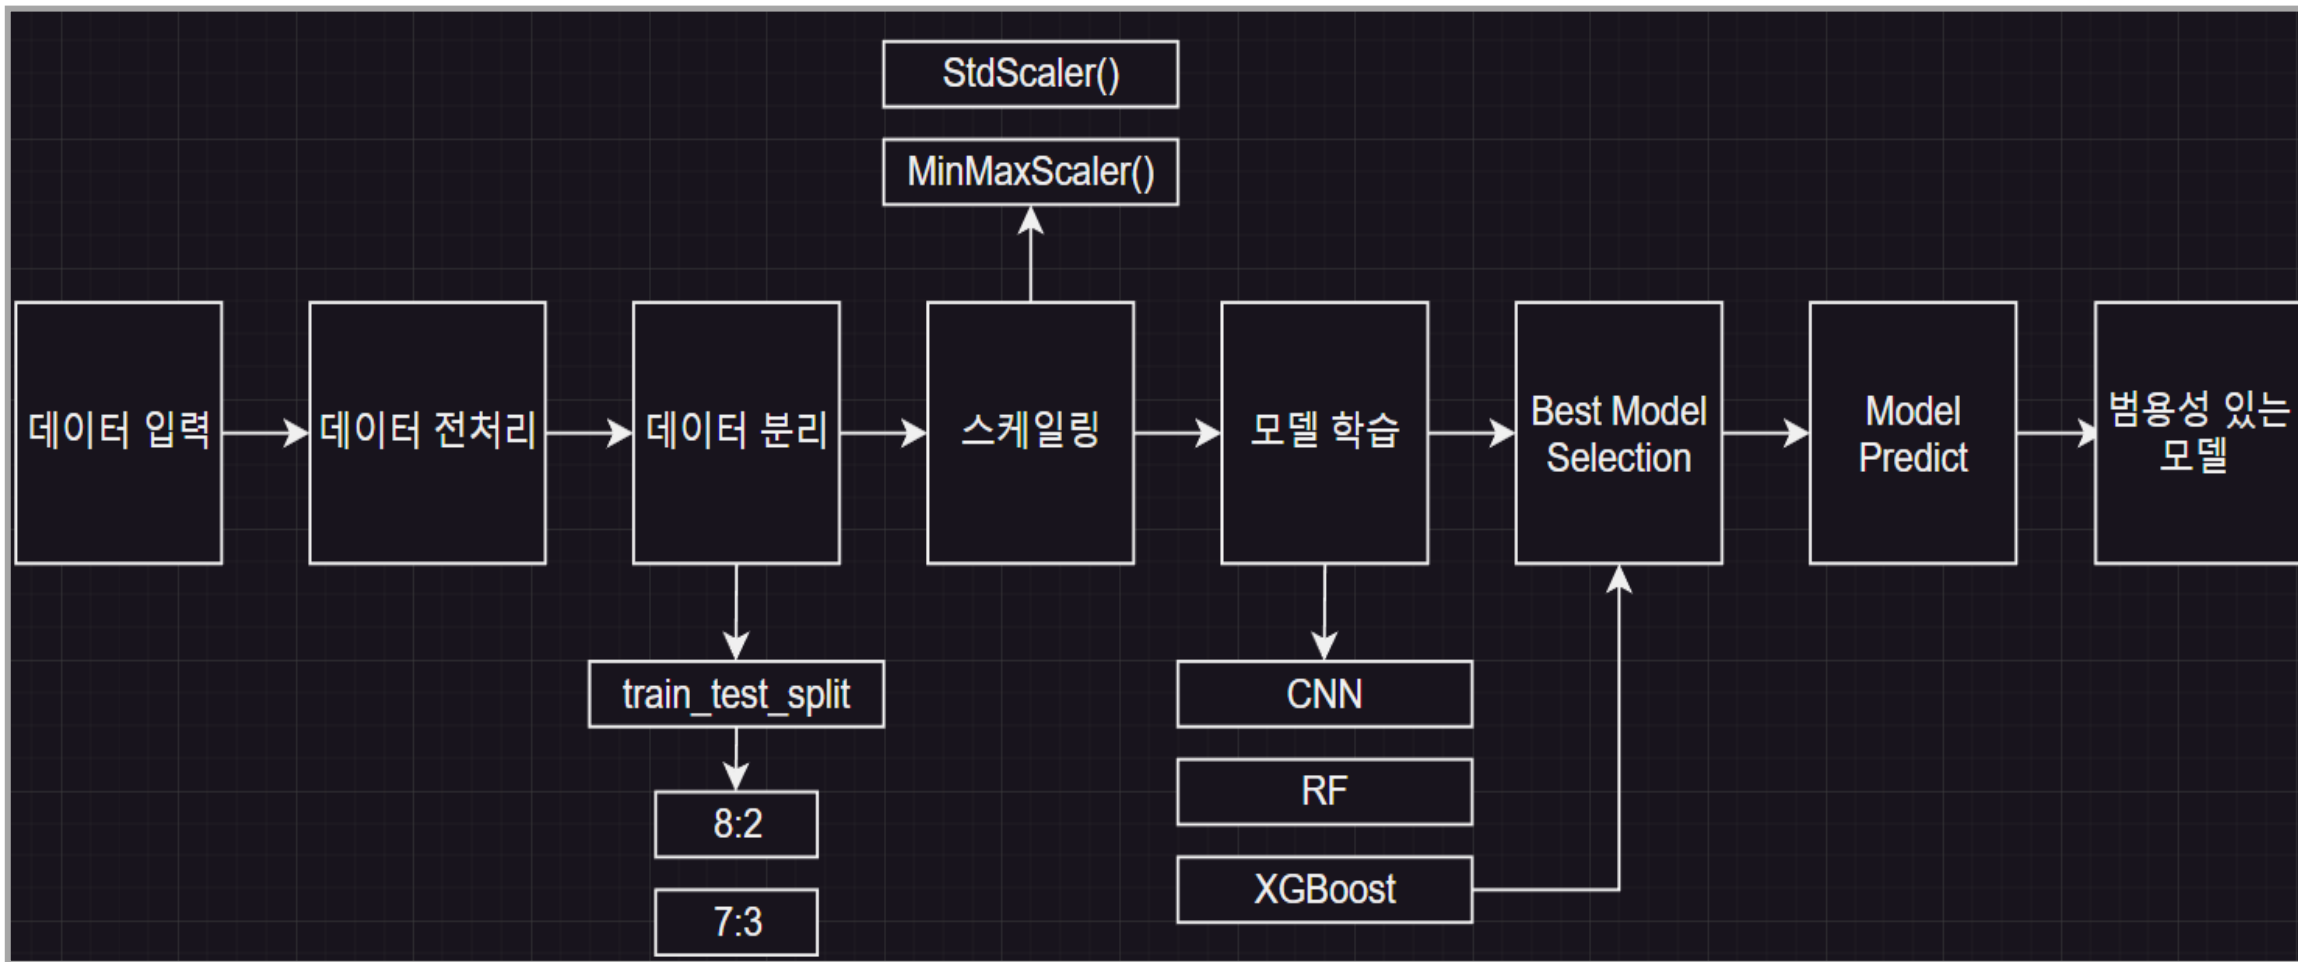 StdScaler()
MinMaxScaler()
데이터 입력
데이터 전처리
데이터 분리
스케일링
모델 학습
Best Model
Selection
Model
Predict
범용성 있는
모델
train_test_split
8:2
7:3
CNN
RF
XGBoost